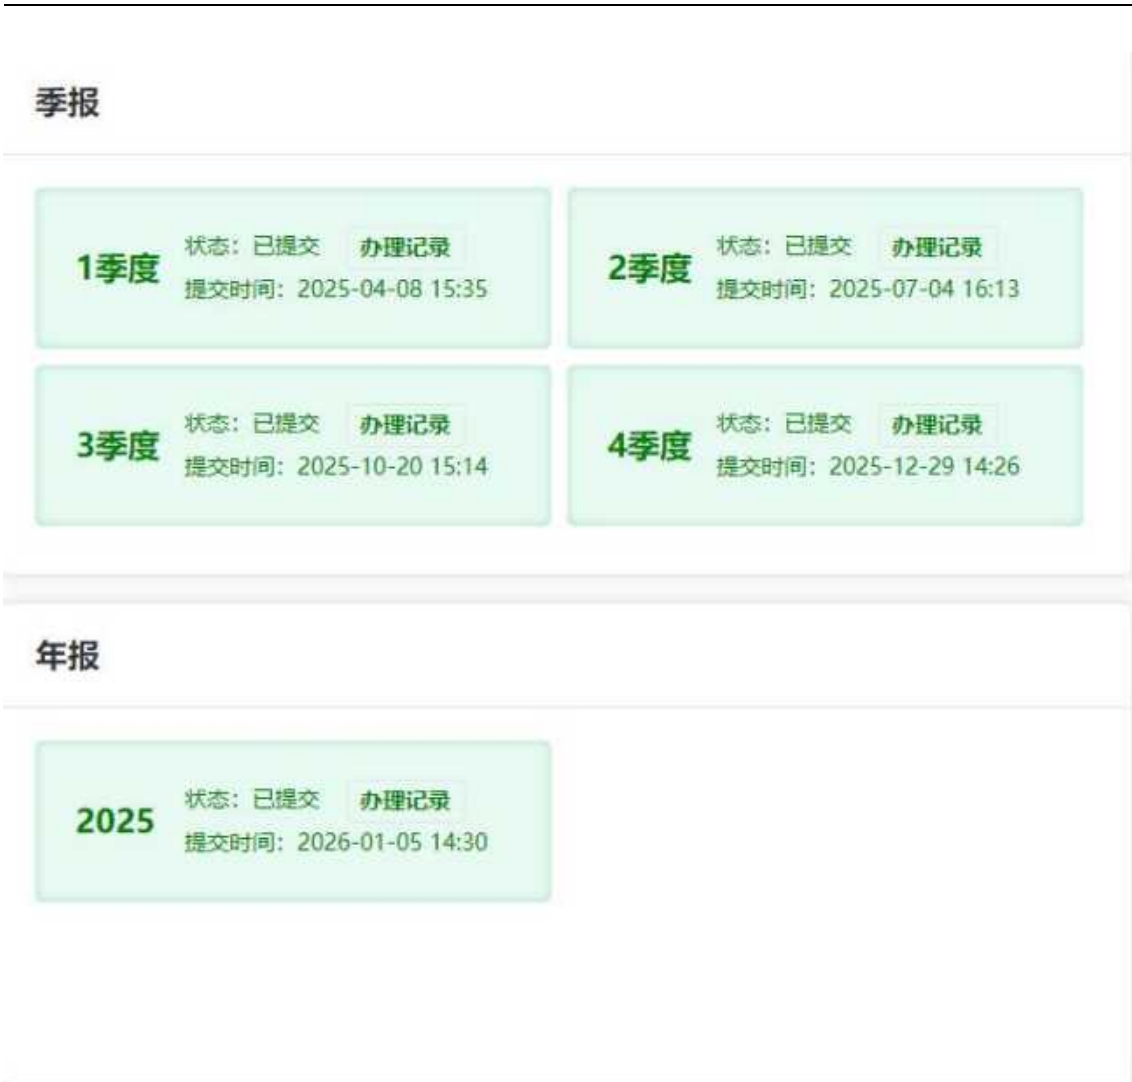 季报
1季度
状态：已提交 办理记录
提交时间：2025-04-08 15:35
2季度
状态：已提交 办理记录
提交时间：2025-07-04 16:13
3季度
状态：已提交 办理记录
提交时间：2025-10-20 15:14
4季度
状态：已提交 办理记录
提交时间：2025-12-29 14:26
年报
2025
状态：已提交 办理记录
提交时间：2026-01-05 14:30